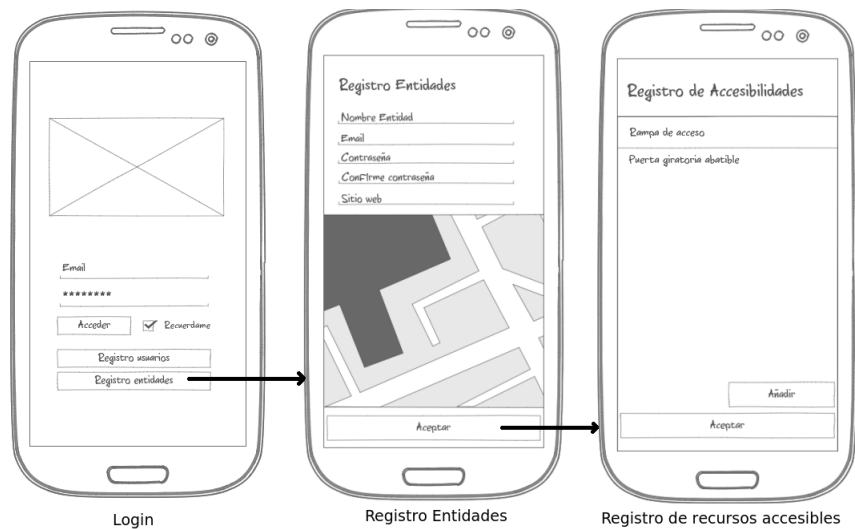 Email
********
Acceder
Recuerdame
Registro usuarios
Registro entidades
Login
Registro Entidades
Nombre Entidad
Email
Contraseña
Confirme contraseña
Sitio web
Aceptar
Registro Entidades
Registro de Accesibilidades
Rampa de acceso
Puerta giratoria abatible
Añadir
Aceptar
Registro de recursos accesibles